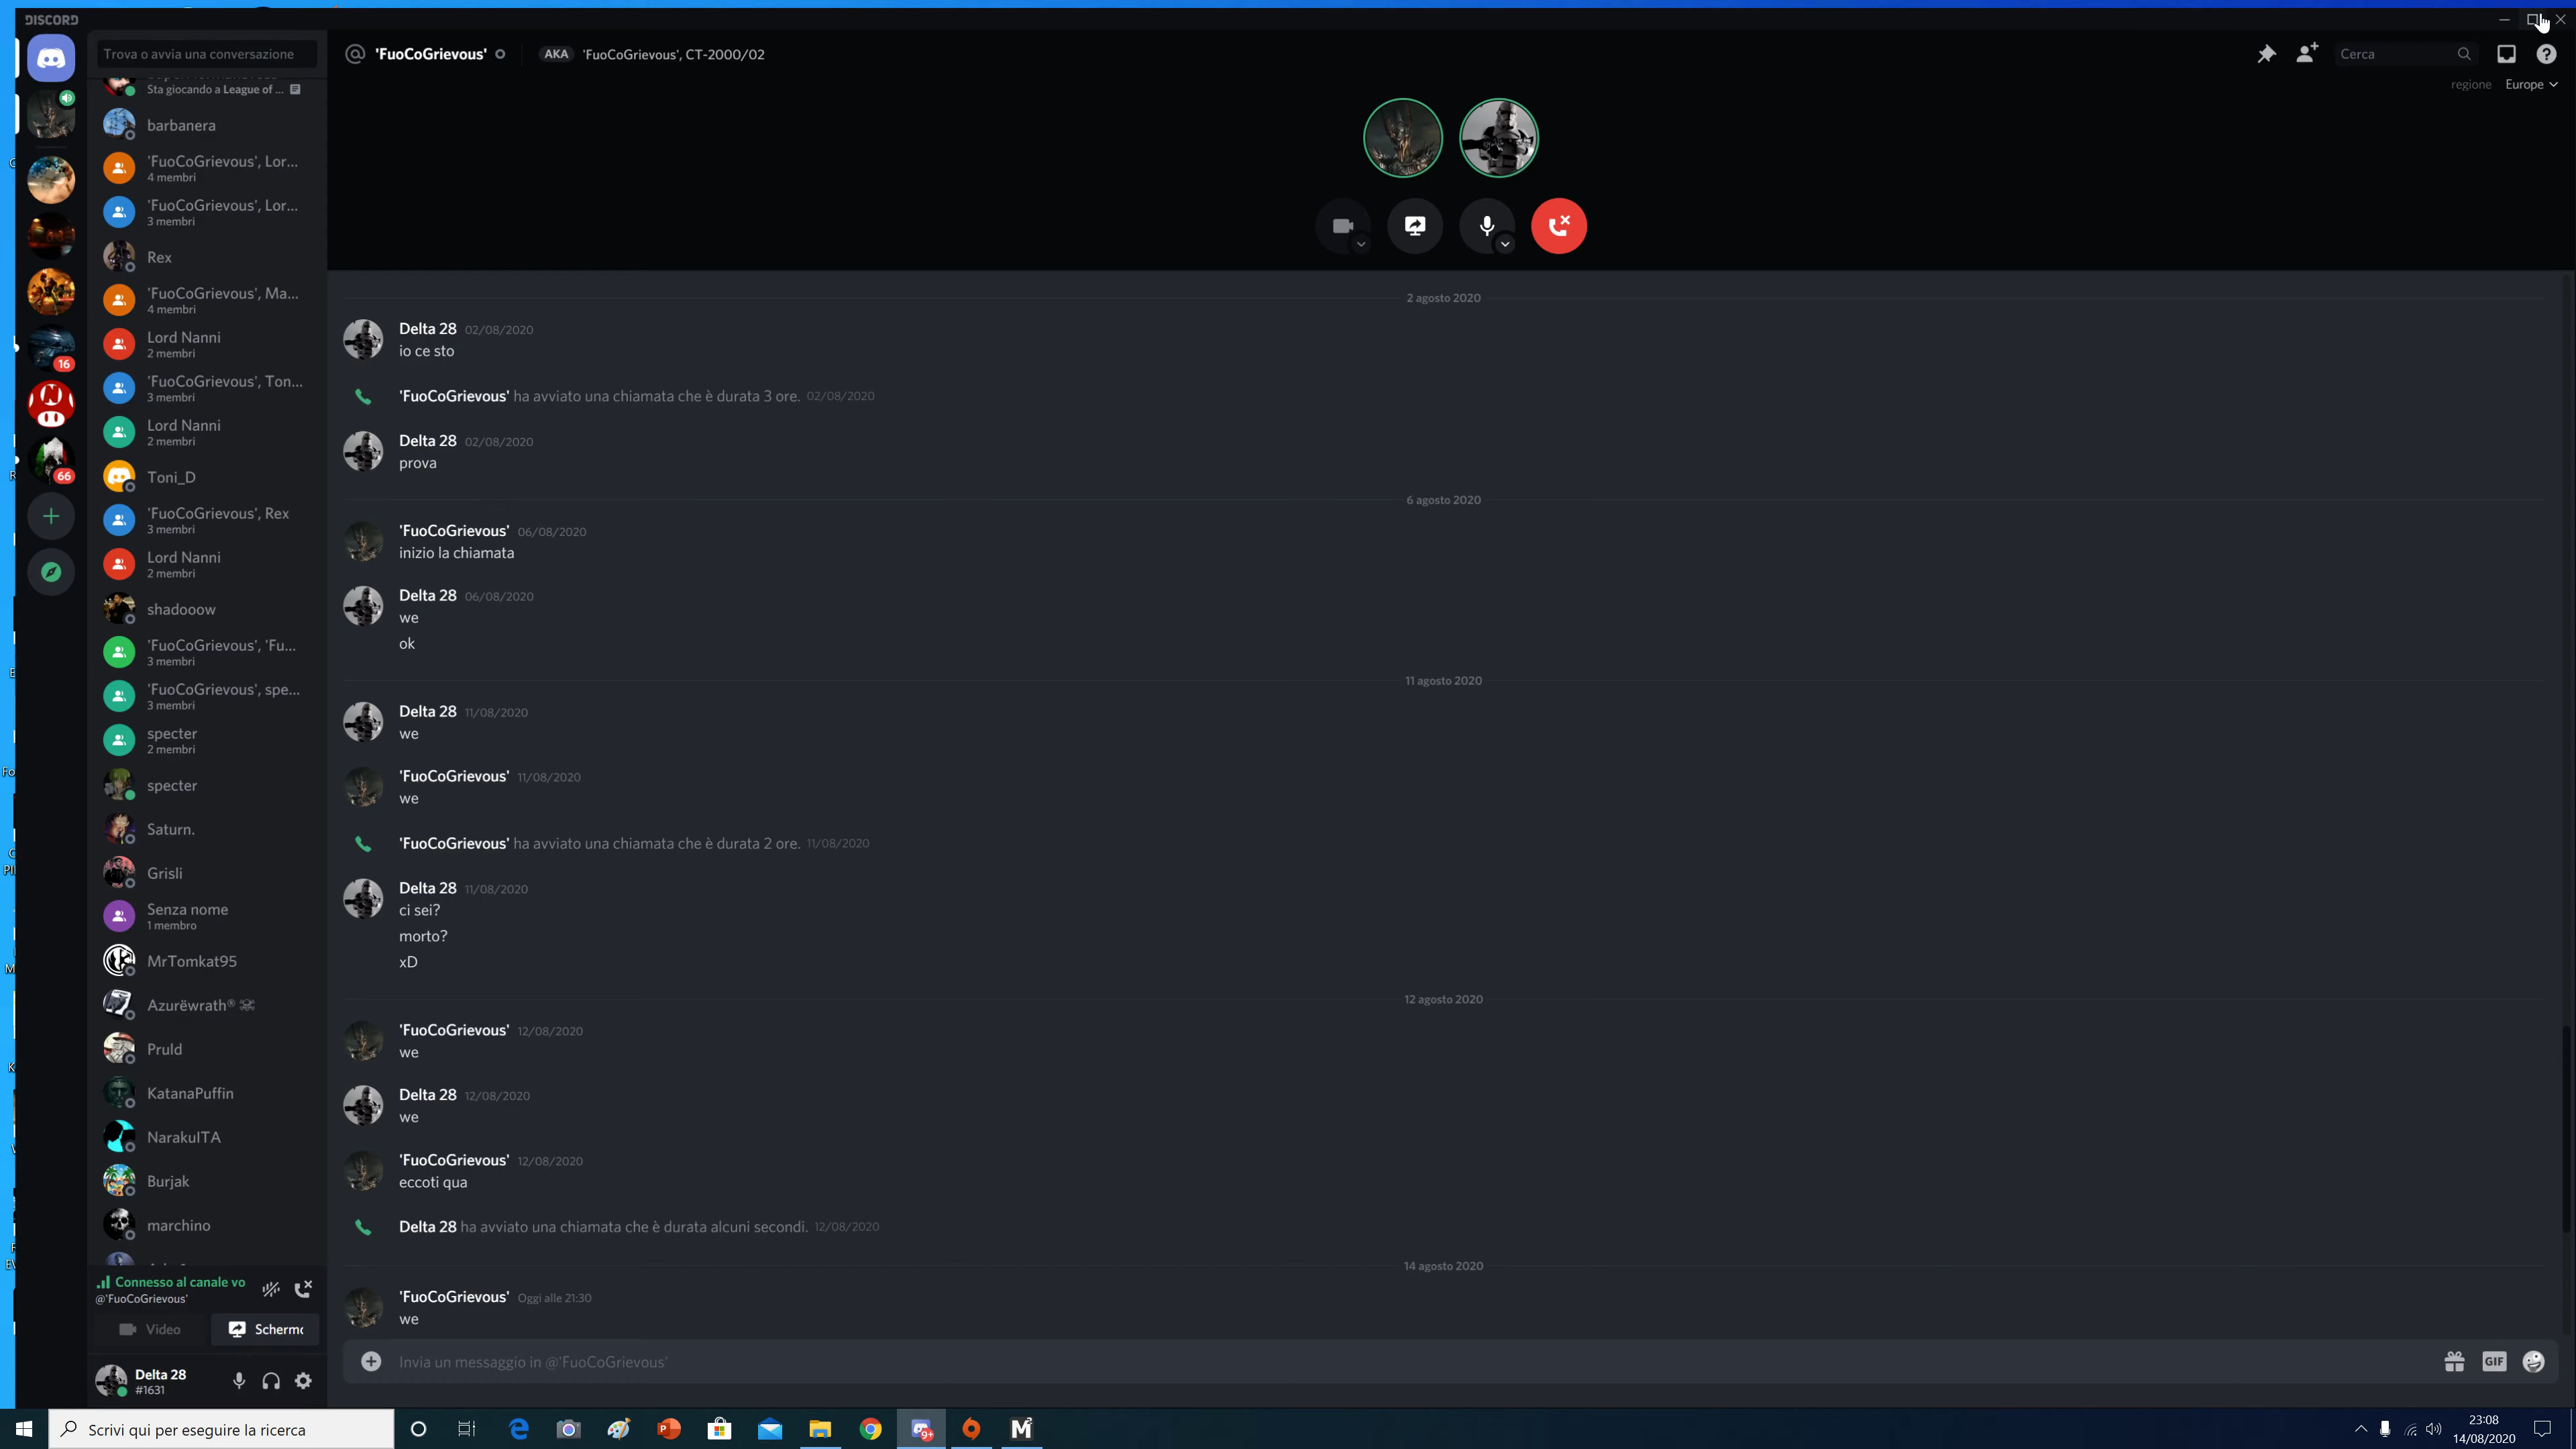 DISCORD
Trova o avvia una conversazione
'FuoCoGrievous'
AKA
'FuoCoGrievous', CT-2000/02
Cerca
regione
Europe
Sta giocando a League of ...
barbanera
'FuoCoGrievous', Lor...
4 membri
'FuoCoGrievous', Lor...
3 membri
Rex
'FuoCoGrievous', Ma...
4 membri
Lord Nanni
2 membri
16
'FuoCoGrievous', Ton...
3 membri
Lord Nanni
2 membri
66
Toni_D
'FuoCoGrievous', Rex
3 membri
Lord Nanni
2 membri
shadooow
'FuoCoGrievous', 'Fu...
3 membri
'FuoCoGrievous', spe...
3 membri
specter
2 membri
specter
Saturn.
Grisli
Senza nome
1 membro
MrTomkat95
Azurëwrath®
Pruld
KatanaPuffin
NarakuITA
Burjak
marchino
Connesso al canale vo
@'FuoCoGrievous'
Video
Schermo
Delta 28
#1631
2 agosto 2020
Delta 28 02/08/2020
io ce sto
'FuoCoGrievous' ha avviato una chiamata che è durata 3 ore. 02/08/2020
Delta 28 02/08/2020
prova
6 agosto 2020
'FuoCoGrievous' 06/08/2020
inizio la chiamata
Delta 28 06/08/2020
we
ok
11 agosto 2020
Delta 28 11/08/2020
we
'FuoCoGrievous' 11/08/2020
we
'FuoCoGrievous' ha avviato una chiamata che è durata 2 ore. 11/08/2020
Delta 28 11/08/2020
ci sei?
morto?
xD
12 agosto 2020
'FuoCoGrievous' 12/08/2020
we
Delta 28 12/08/2020
we
'FuoCoGrievous' 12/08/2020
eccoti qua
Delta 28 ha avviato una chiamata che è durata alcuni secondi. 12/08/2020
14 agosto 2020
'FuoCoGrievous' Oggi alle 21:30
we
Invia un messaggio in @'FuoCoGrievous'
GIF
Scrivi qui per eseguire la ricerca
9+
23:08
14/08/2020